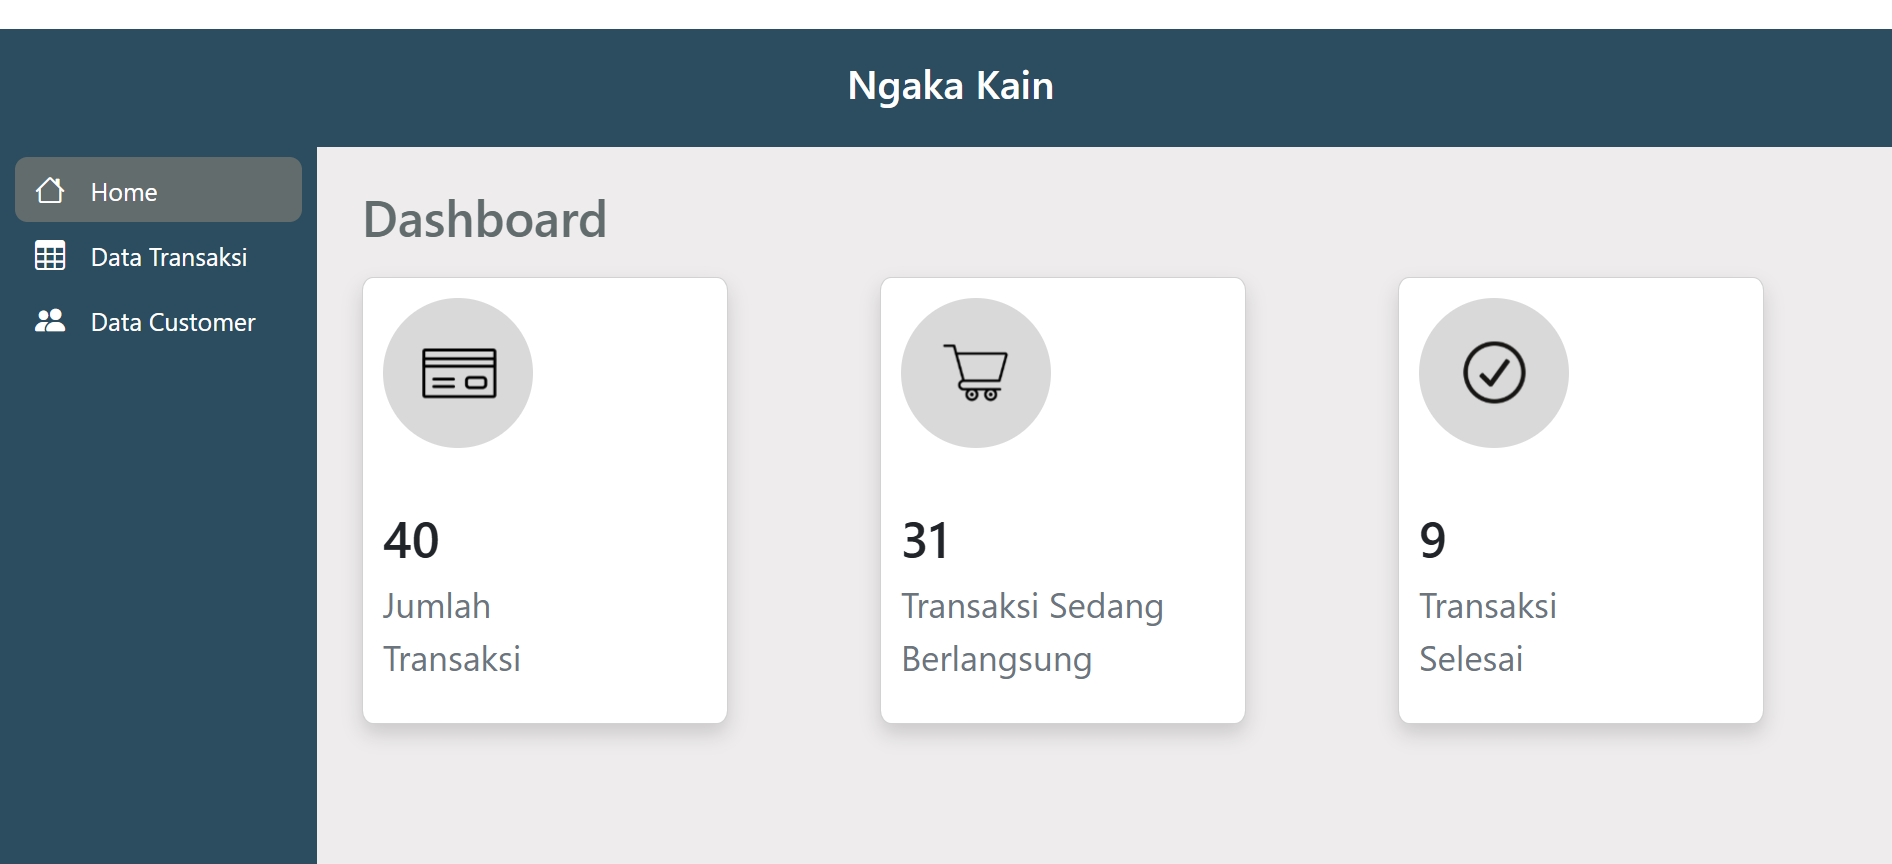 Ngaka Kain
Home
Data Transaksi
Data Customer
Dashboard
40
Jumlah
Transaksi
31
Transaksi Sedang
Berlangsung
9
Transaksi
Selesai